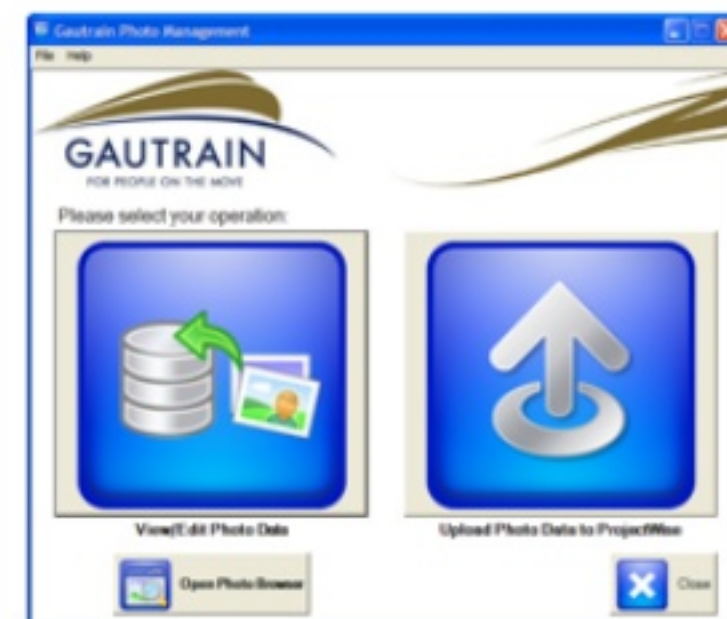 Gautrain Photo Management
File Help
GAUTRAIN
FOR PEOPLE ON THE MOVE
Please select your operation:
View/Edit Photo Data
Upload Photo Data to ProjectWise
Open Photo Browser
Close